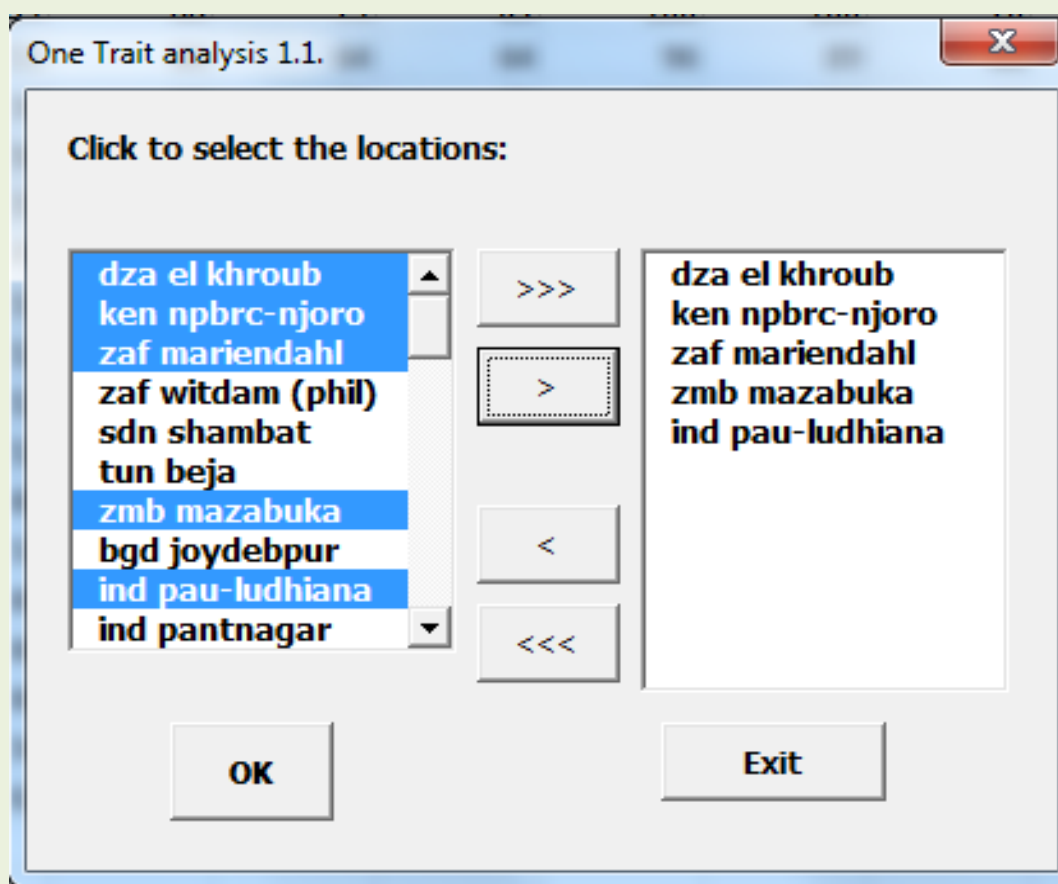 One Trait analysis 1.1.
Click to select the locations:
dza el khroub
ken npbrc-njoro
zaf mariendahl
zaf witdam (phil)
sdn shambat
tun beja
zmb mazabuka
bgd joydebpur
ind pau-ludhiana
ind pantnagar
>>>
>
<
<<<
dza el khroub
ken npbrc-njoro
zaf mariendahl
zmb mazabuka
ind pau-ludhiana
OK
Exit